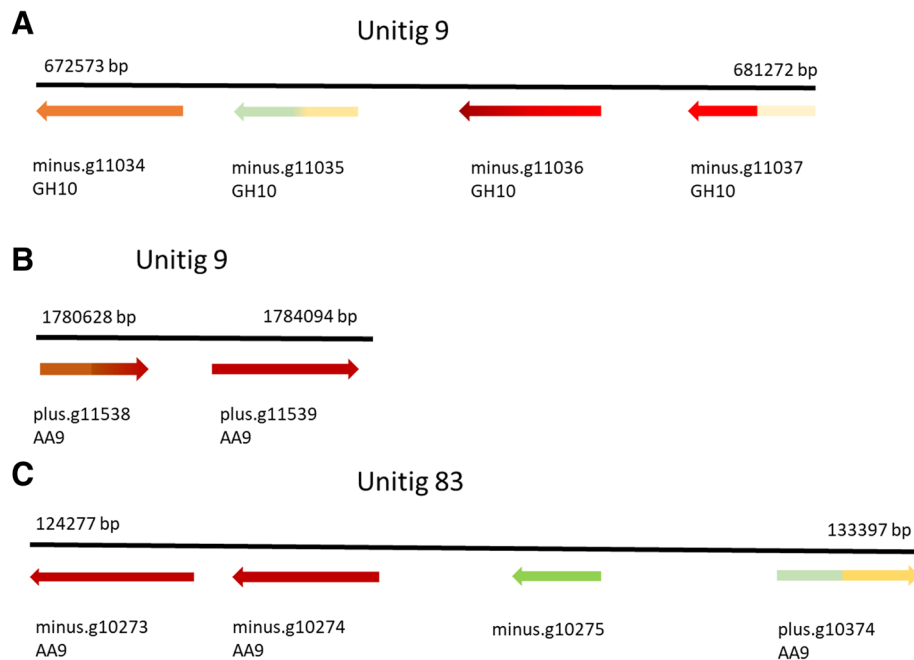 A
Unitig 9
672573 bp
681272 bp
minus.g11034
GH10
minus.g11035
GH10
minus.g11036
GH10
minus.g11037
GH10
B
Unitig 9
1780628 bp
1784094 bp
plus.g11538
AA9
plus.g11539
AA9
C
Unitig 83
124277 bp
133397 bp
minus.g10273
AA9
minus.g10274
AA9
minus.g10275
plus.g10374
AA9